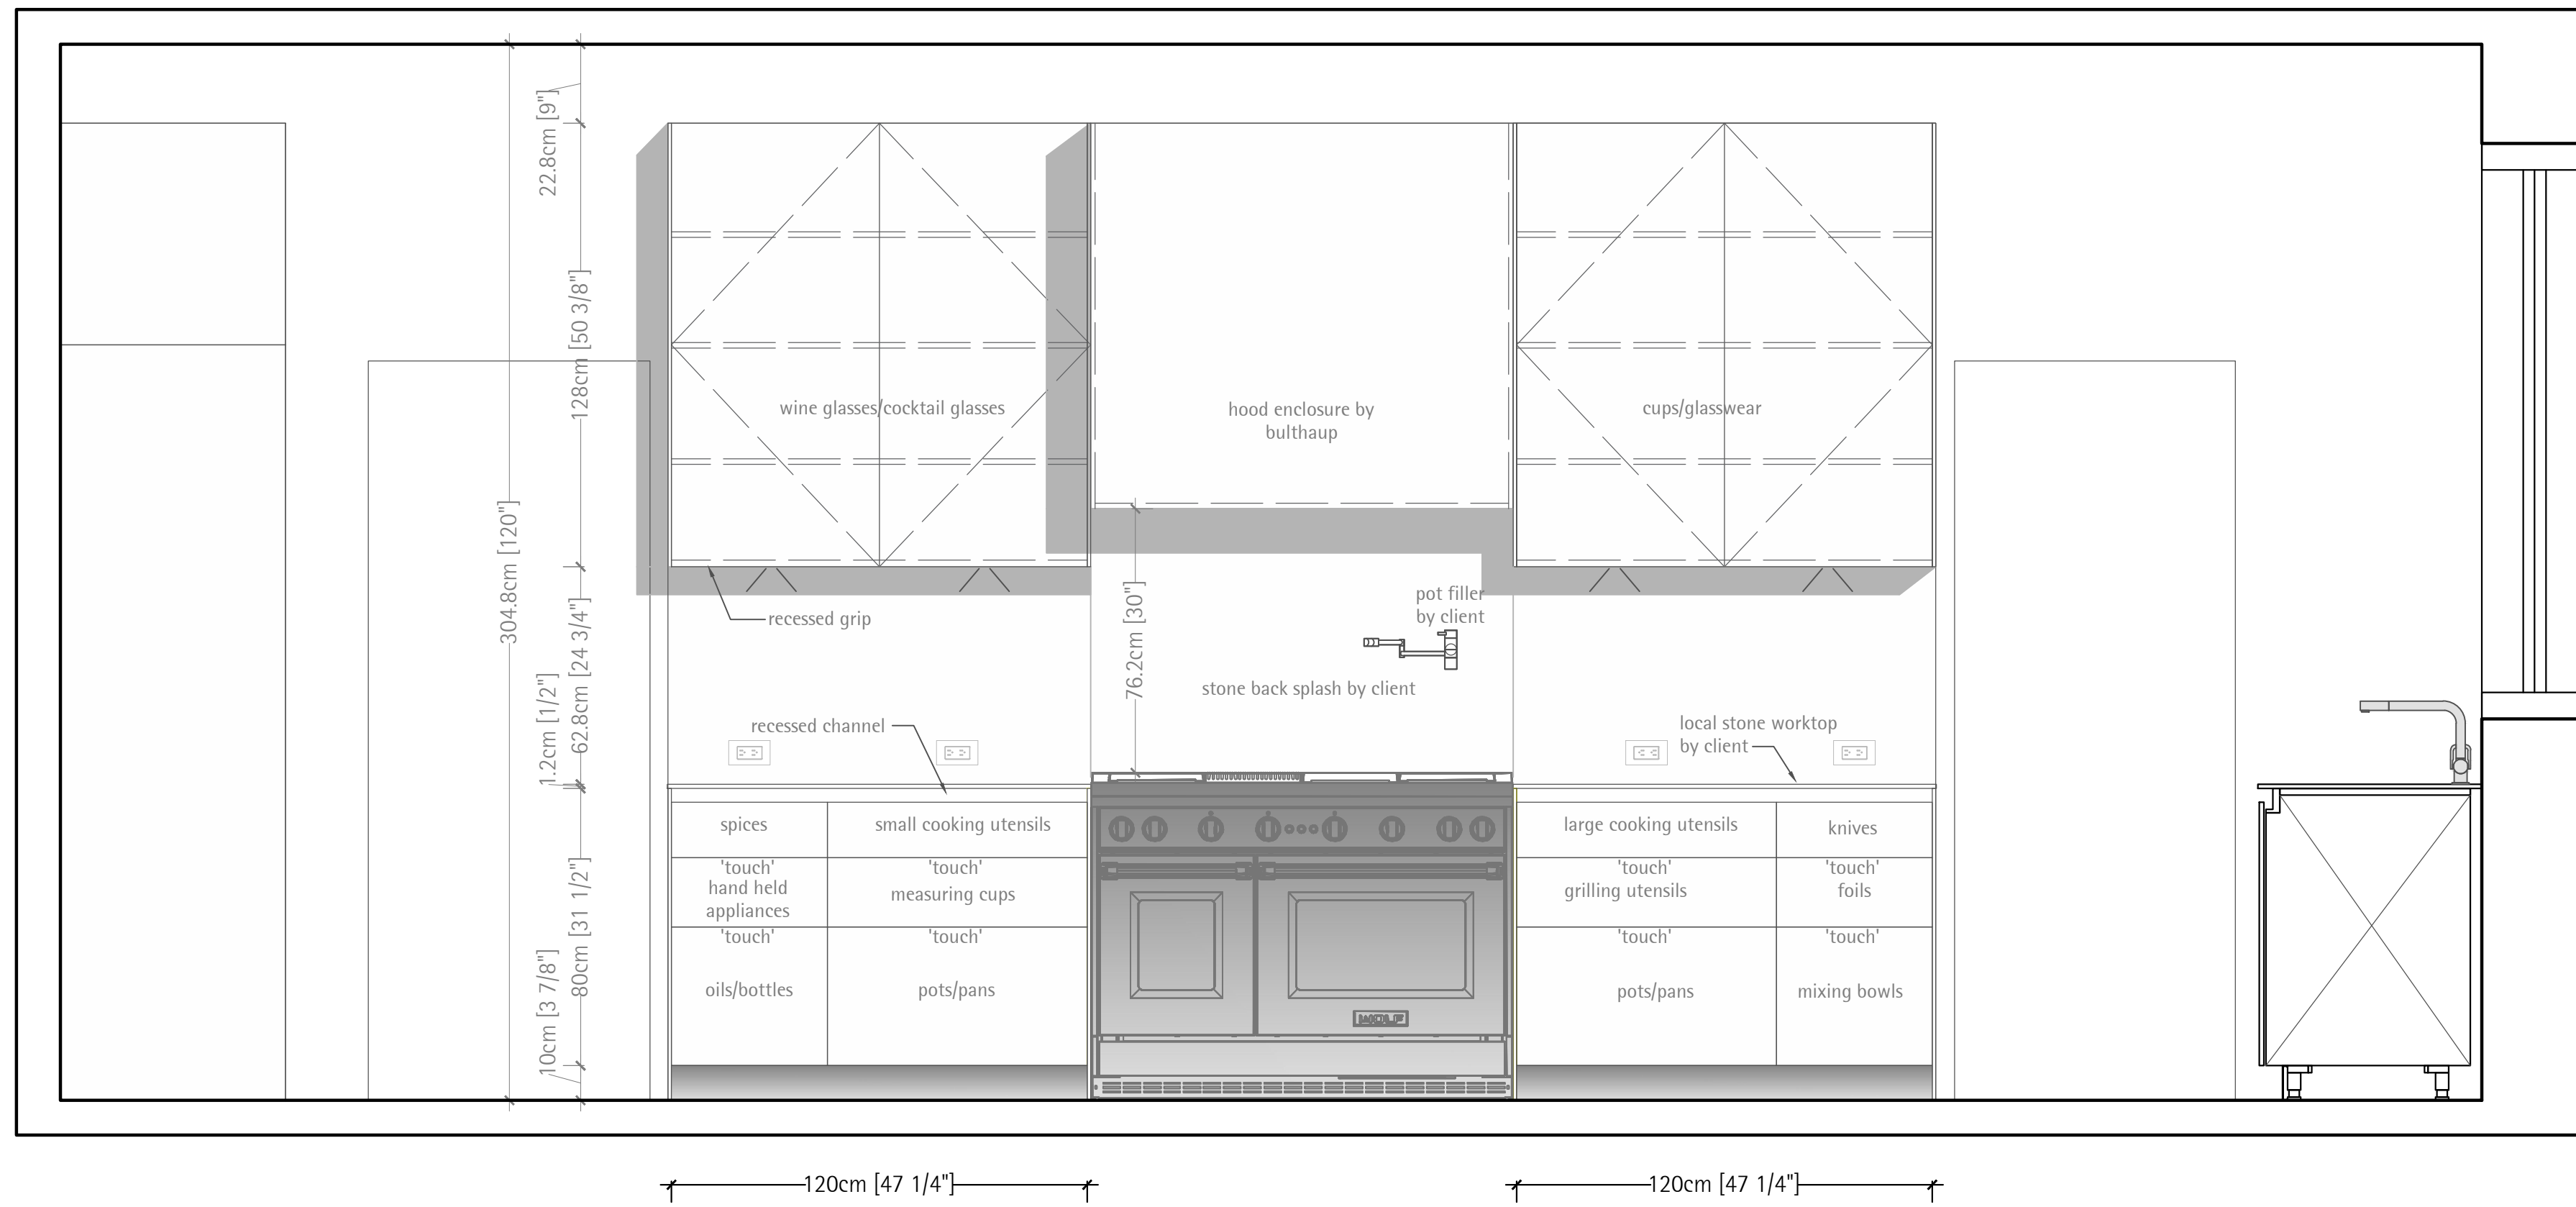 22.8cm [9"]
128cm [50 3/8"]
304.8cm [120"]
62.8cm [24 3/4"]
1.2cm [1/2"]
80cm [31 1/2"]
10cm [3 7/8"]
wine glasses/cocktail glasses
hood enclosure by
bulthaup
cups/glasswear
recessed grip
76.2cm [30"]
pot filler
by client
stone back splash by client
recessed channel
local stone worktop
by client
spices
small cooking utensils
large cooking utensils
knives
'touch'
hand held
appliances
'touch'
measuring cups
'touch'
grilling utensils
'touch'
foils
'touch'
oils/bottles
'touch'
pots/pans
WOLF
'touch'
pots/pans
'touch'
mixing bowls
120cm [47 1/4"]
120cm [47 1/4"]